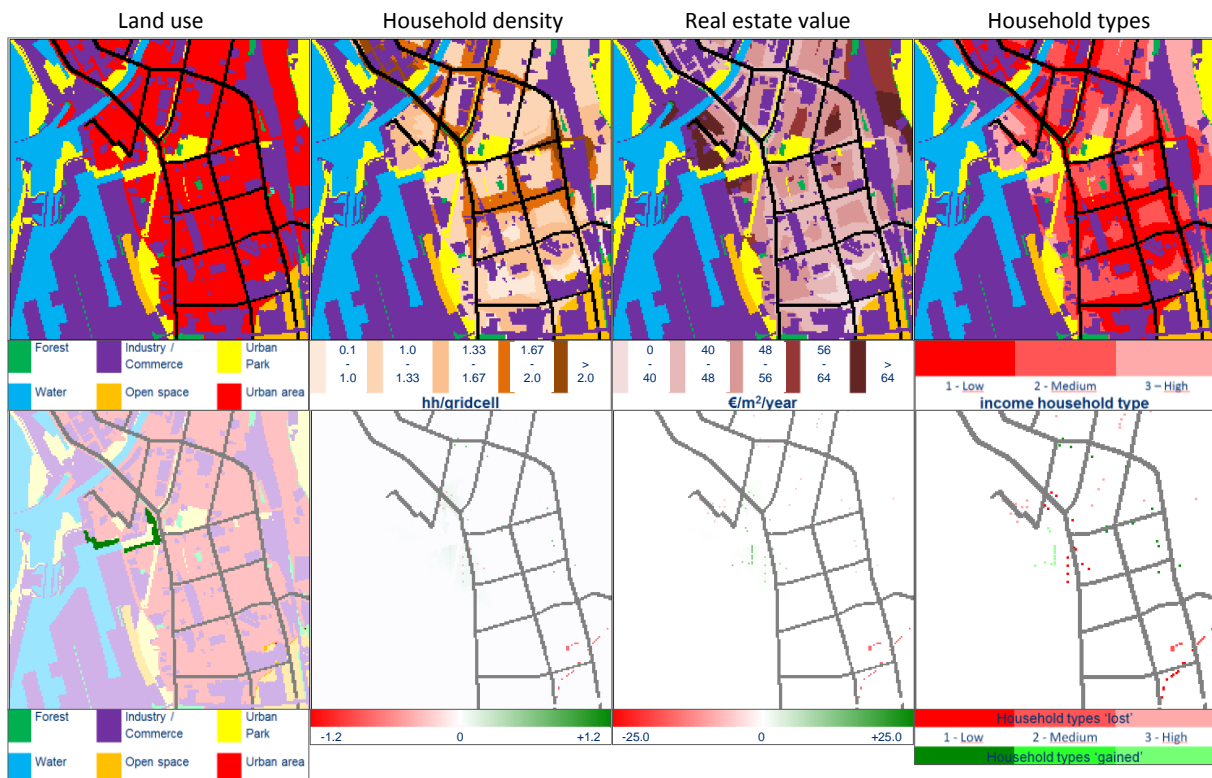 Land use
Household density
Real estate value
Household types
Forest
Industry /
Commerce
Urban
Park
Water
Open space
Urban area
0.1
-
1.0
1.0
-
1.33
1.33
-
1.67
1.67
-
2.0
>
2.0
hh/gridcell
0
-
40
40
-
48
48
-
56
56
-
64
>
64
€/m²/year
1 - Low
2 - Medium
3 – High
income household type
Forest
Industry /
Commerce
Urban
Park
Water
Open space
Urban area
-1.2
0
+1.2
-25.0
0
+25.0
Household types ‘lost’
1 - Low
2 - Medium
3 - High
Household types ‘gained’